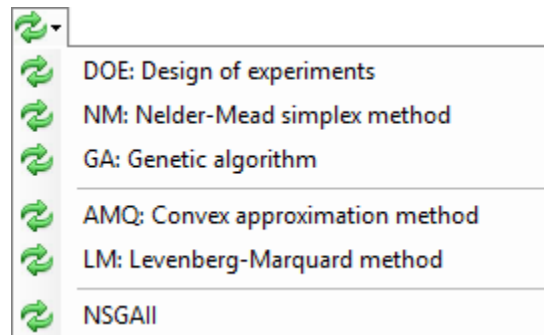 DOE: Design of experiments
NM: Nelder-Mead simplex method
GA: Genetic algorithm
AMQ: Convex approximation method
LM: Levenberg-Marquard method
NSGAII